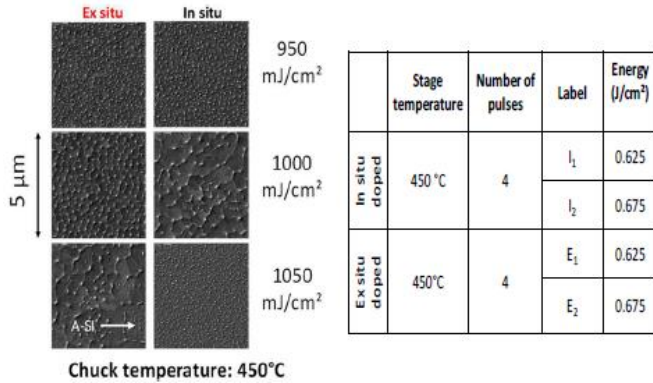 Ex situ In situ
950
mJ/cm²
1000
mJ/cm²
5 µm
1050
mJ/cm²
A-Si
Chuck temperature: 450°C
Stage temperature Number of pulses Label Energy (J/cm²)
In situ doped 450 °C 4 I₁ 0.625
I₂ 0.675
Ex situ doped 450°C 4 E₁ 0.625
E₂ 0.675